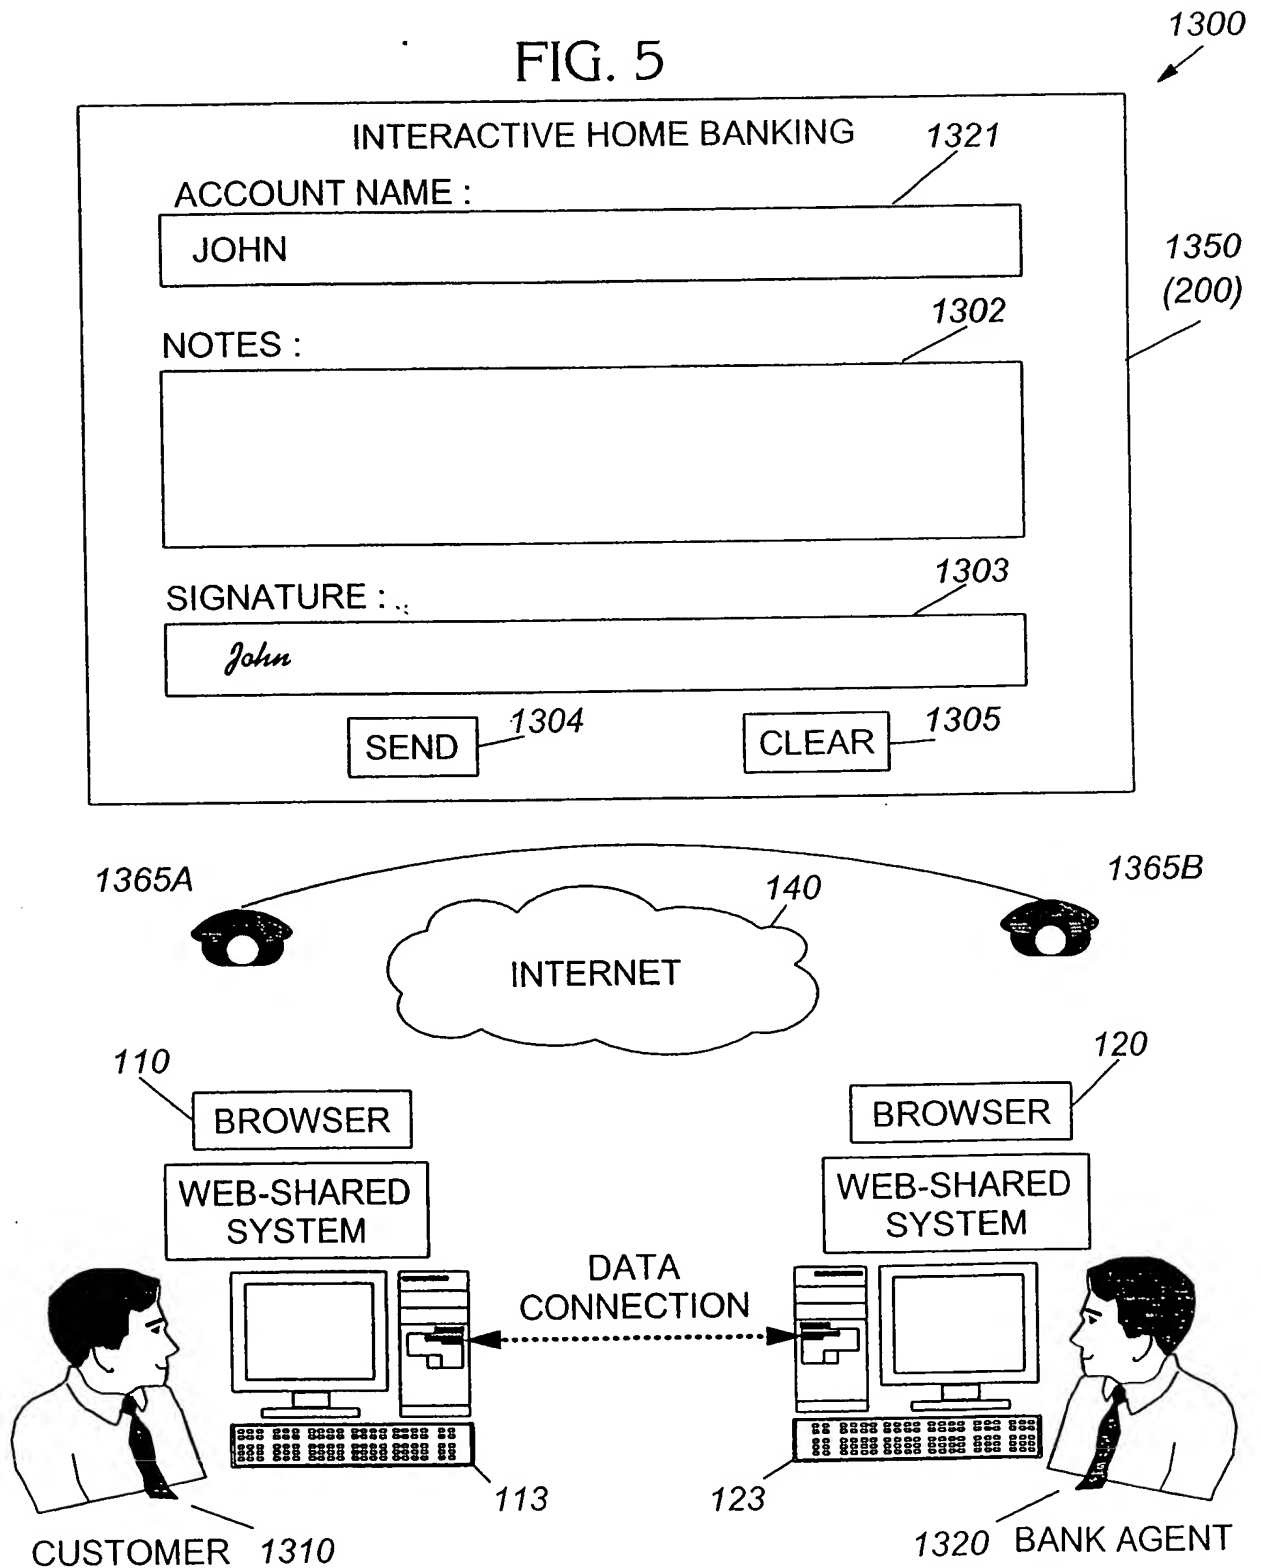 1300
FIG. 5
INTERACTIVE HOME BANKING
1321
ACCOUNT NAME :
JOHN
1350
(200)
1302
NOTES :
1303
SIGNATURE :
John
SEND
1304
CLEAR
1305
1365A
1365B
140
INTERNET
110
120
BROWSER
BROWSER
WEB-SHARED
SYSTEM
WEB-SHARED
SYSTEM
DATA
CONNECTION
113
123
CUSTOMER 1310
1320 BANK AGENT